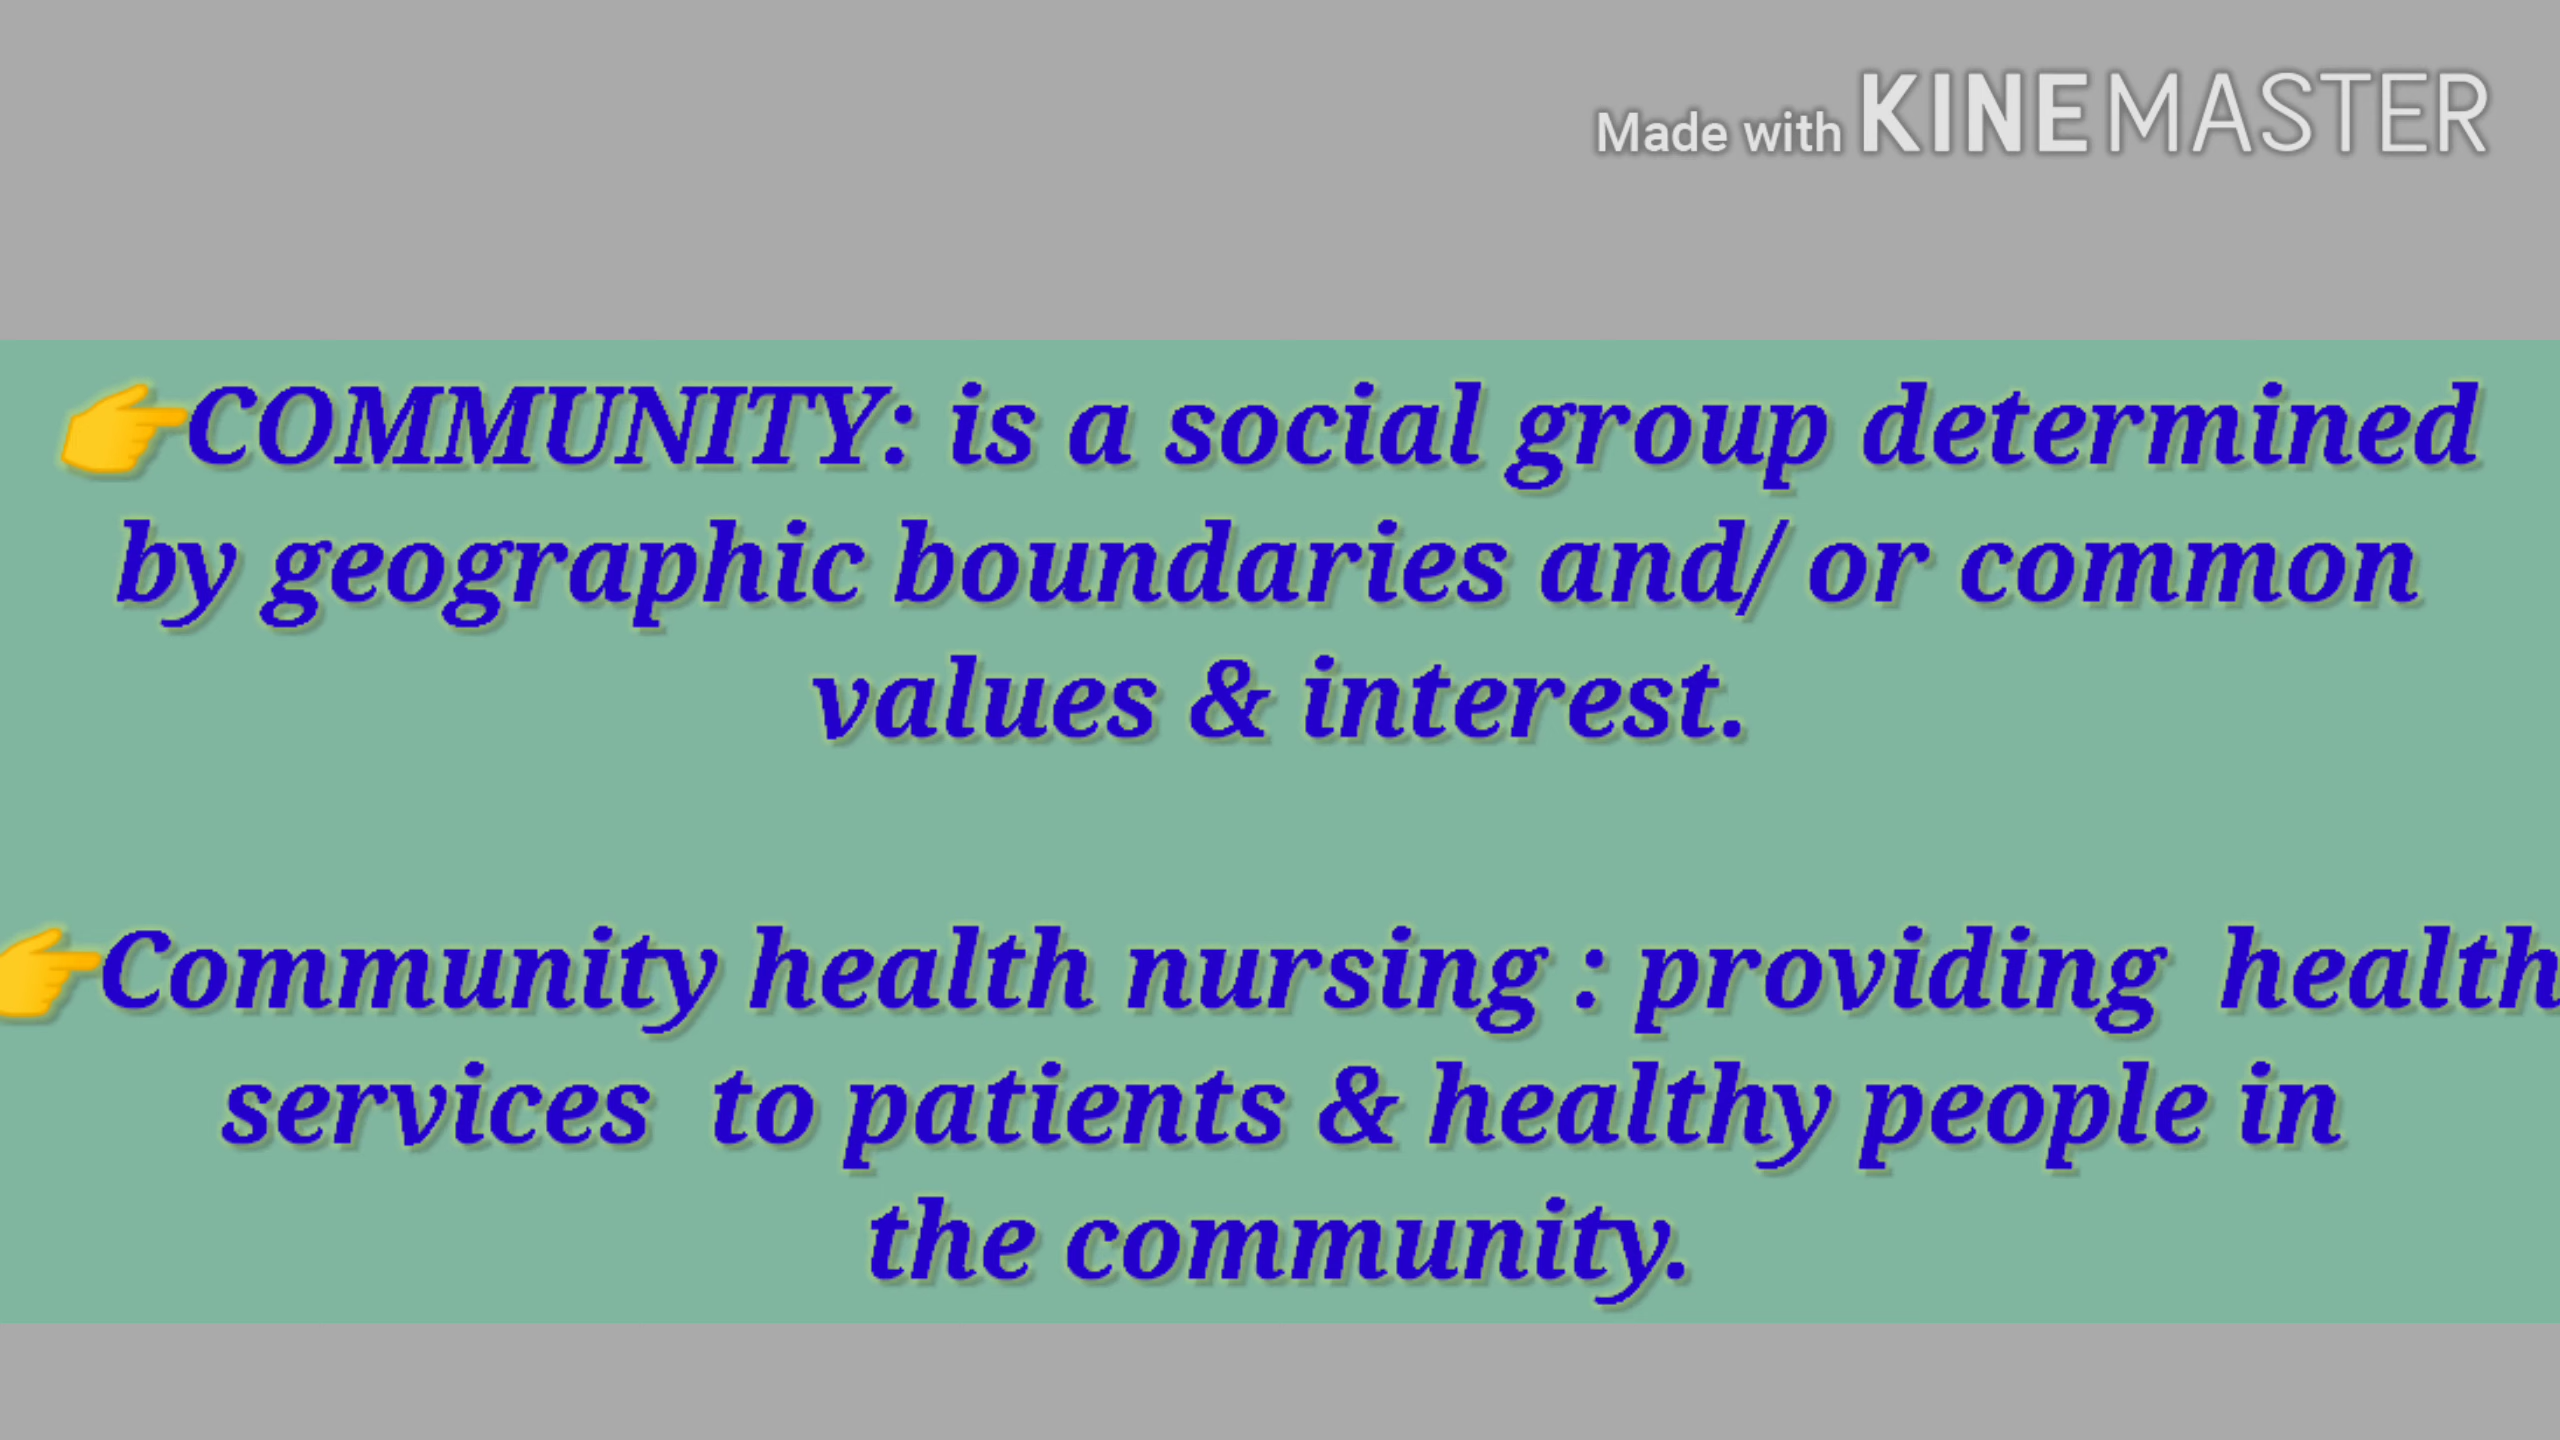 Made with KINEMASTER
👉COMMUNITY: is a social group determined
by geographic boundaries and/ or common
values & interest.
👉Community health nursing : providing  health
services  to patients & healthy people in
the community.